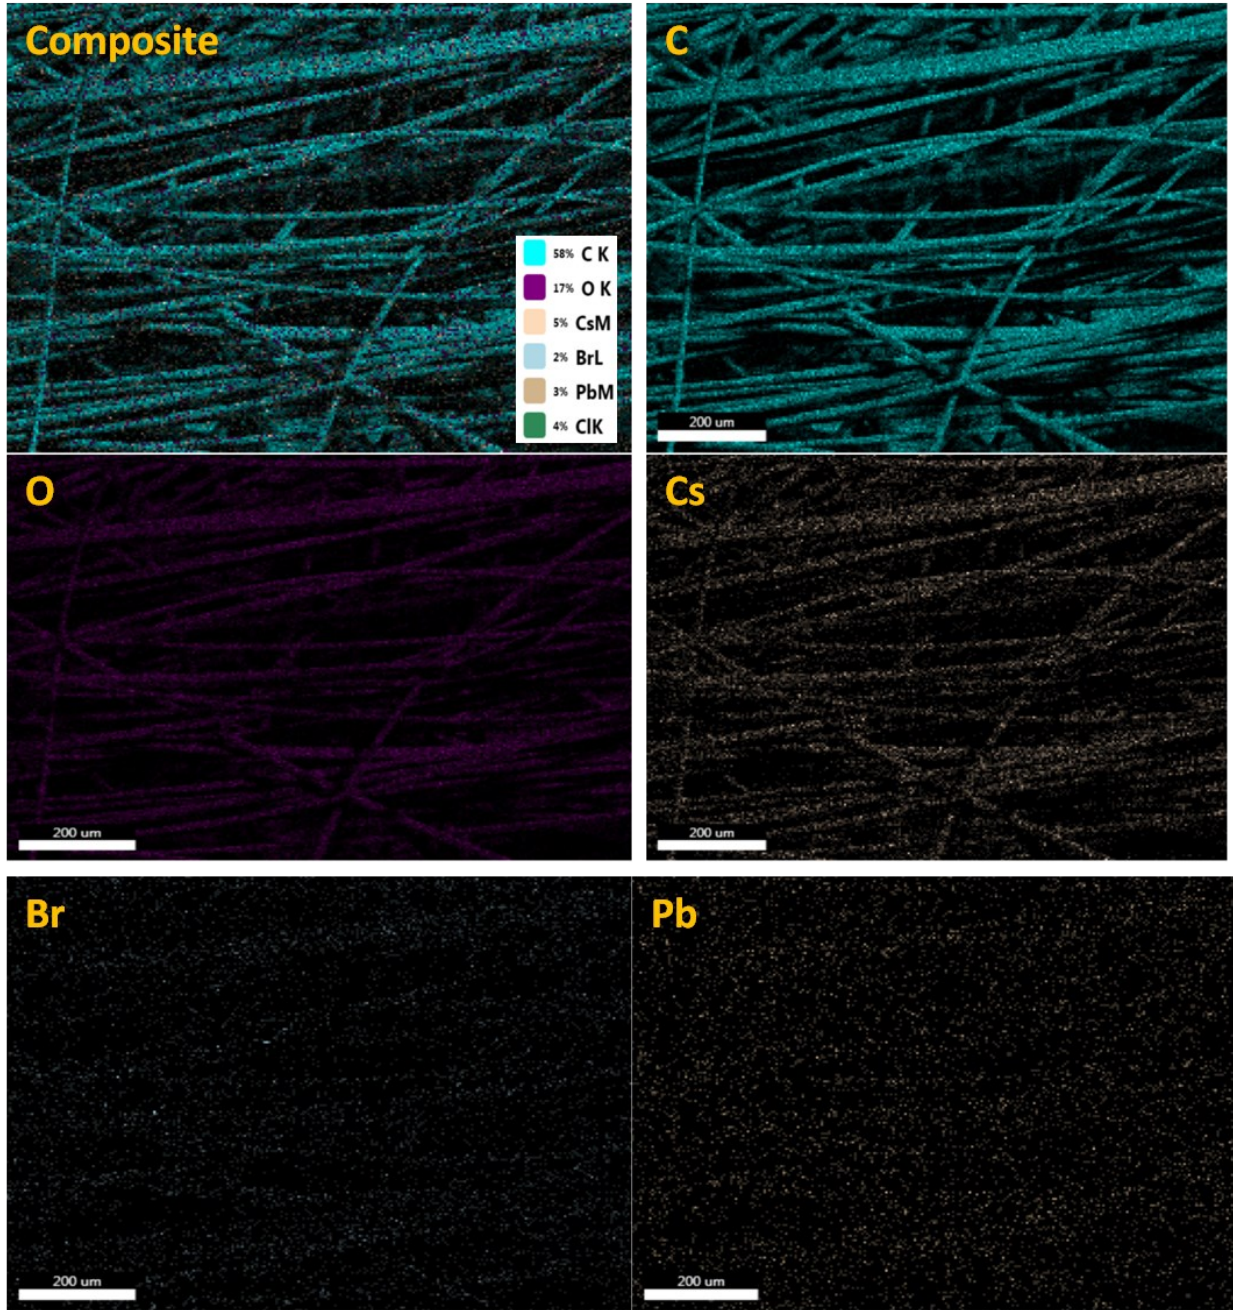 Composite
58% C K
17% O K
5% CsM
2% BrL
3% PbM
4% ClK
C
200 um
O
200 um
Cs
200 um
Br
200 um
Pb
200 um